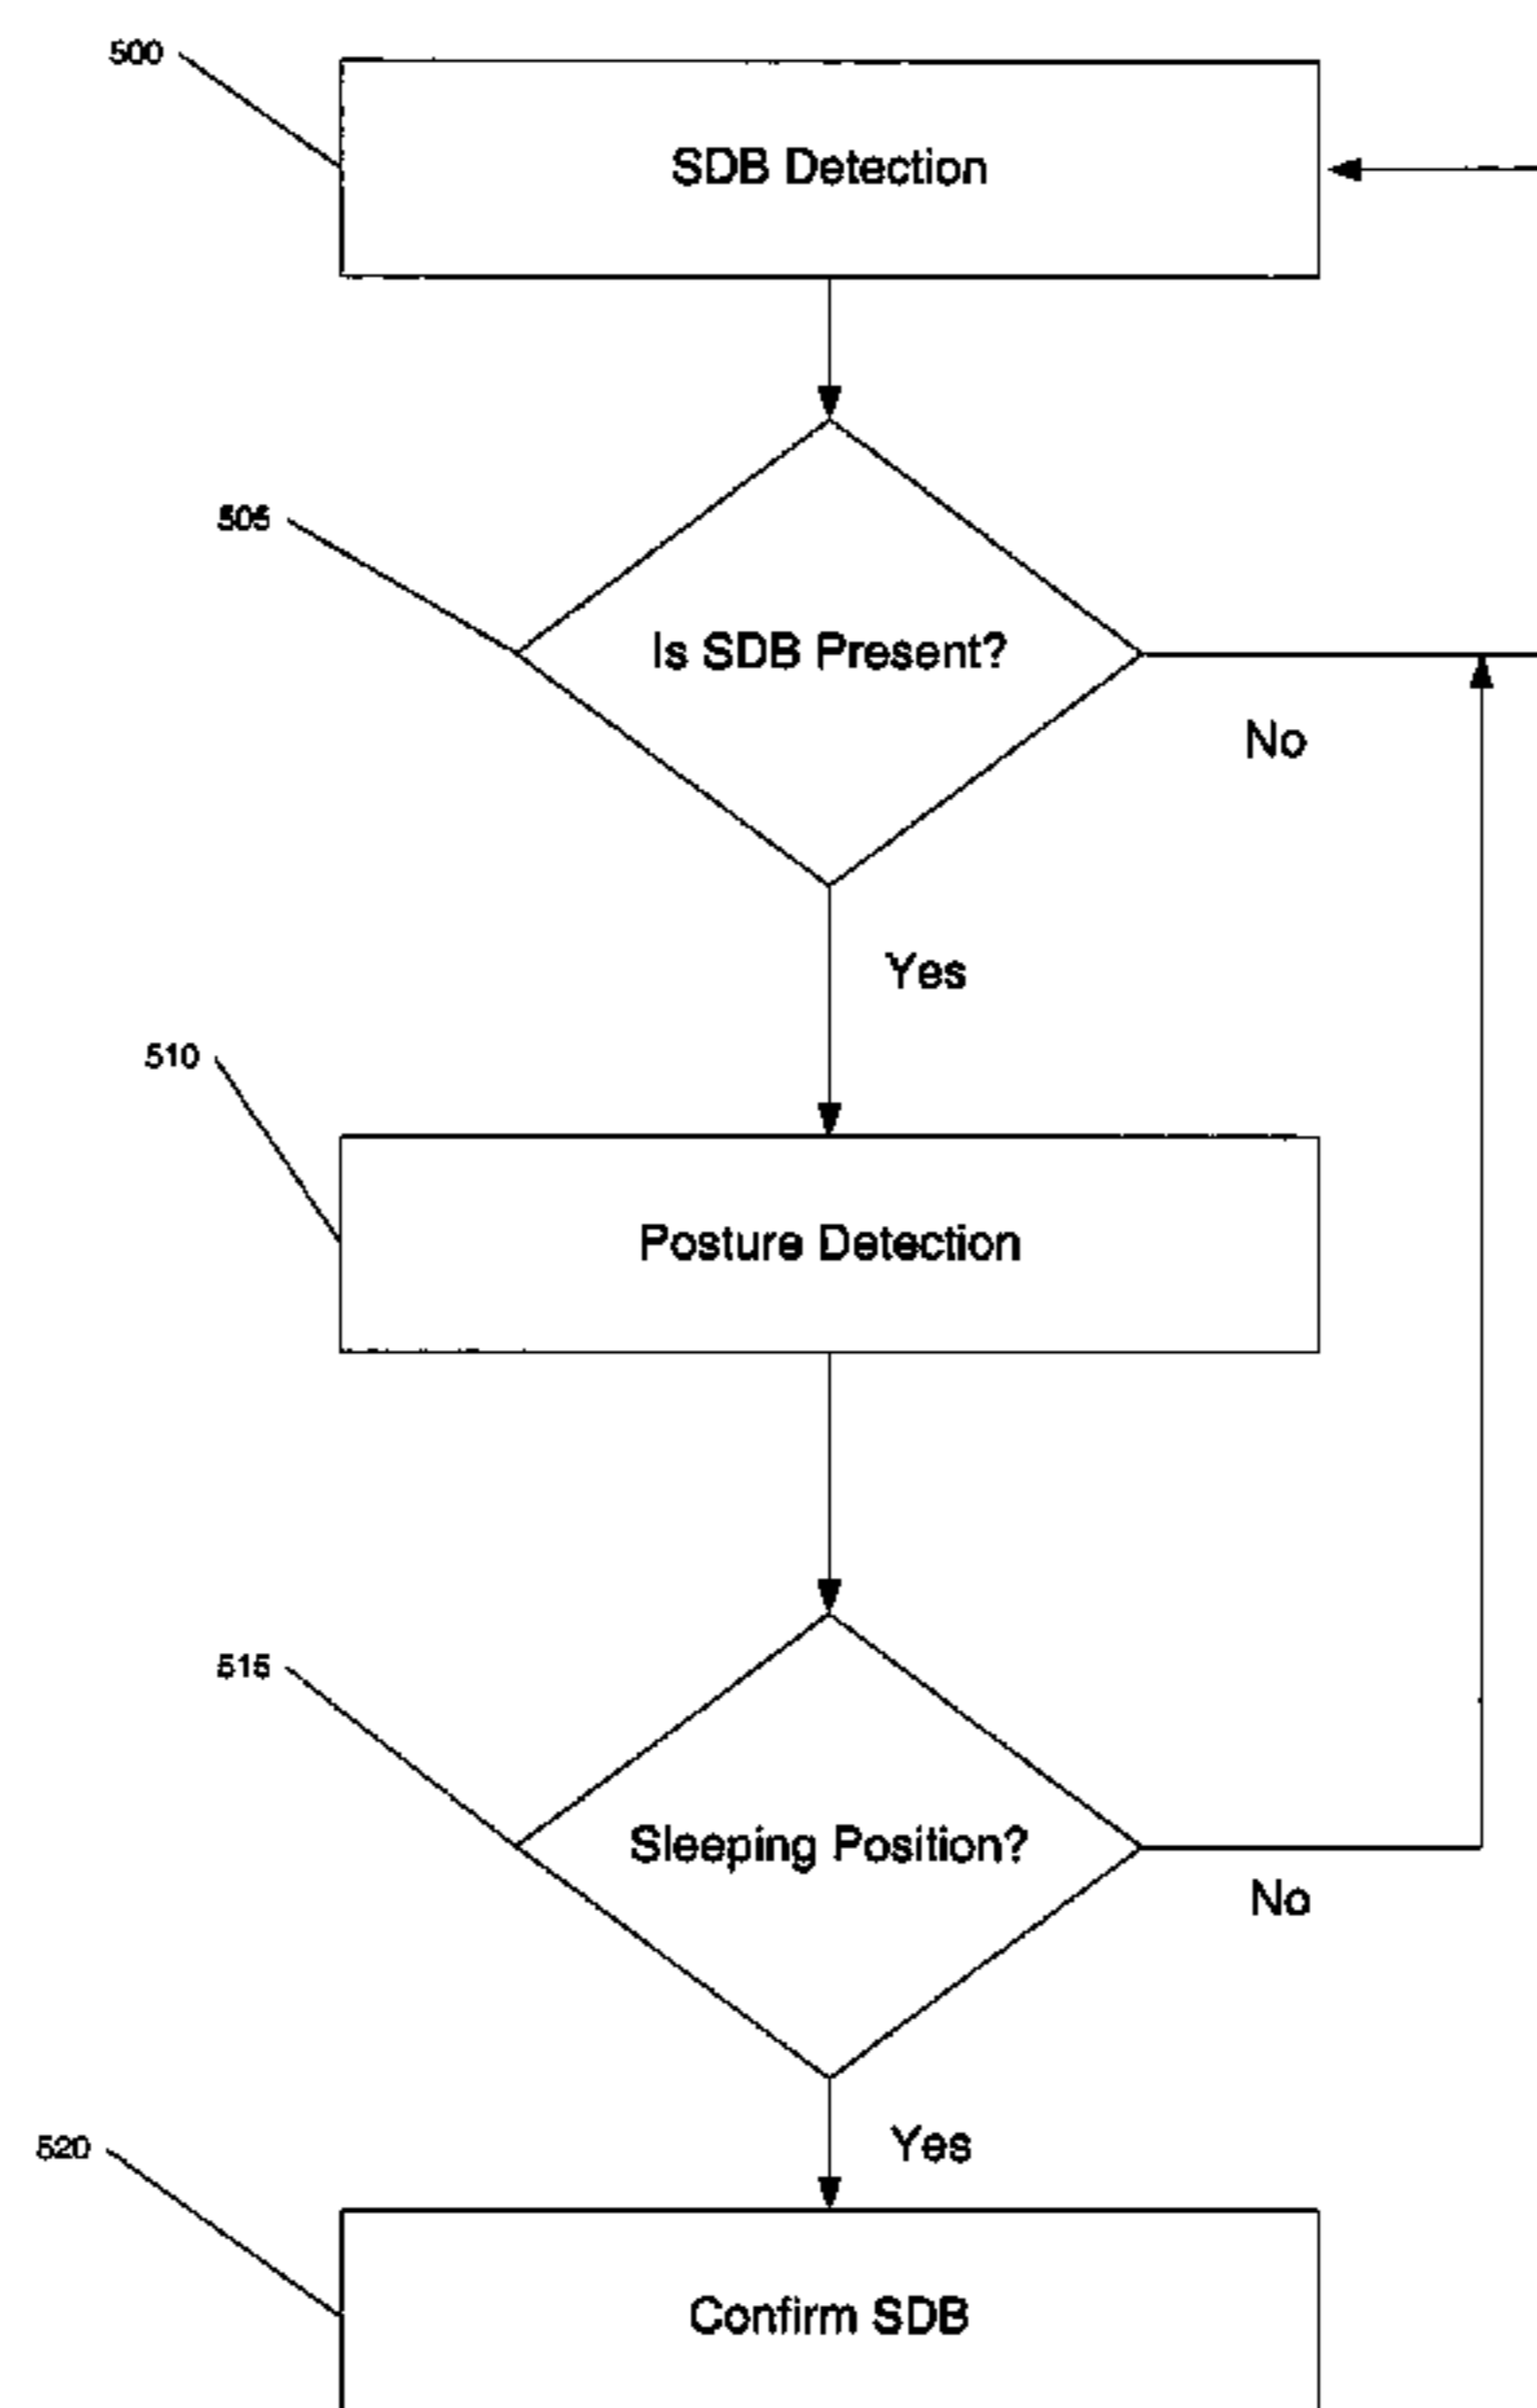 500
SDB Detection
505
Is SDB Present?
No
Yes
510
Posture Detection
515
Sleeping Position?
No
Yes
520
Confirm SDB